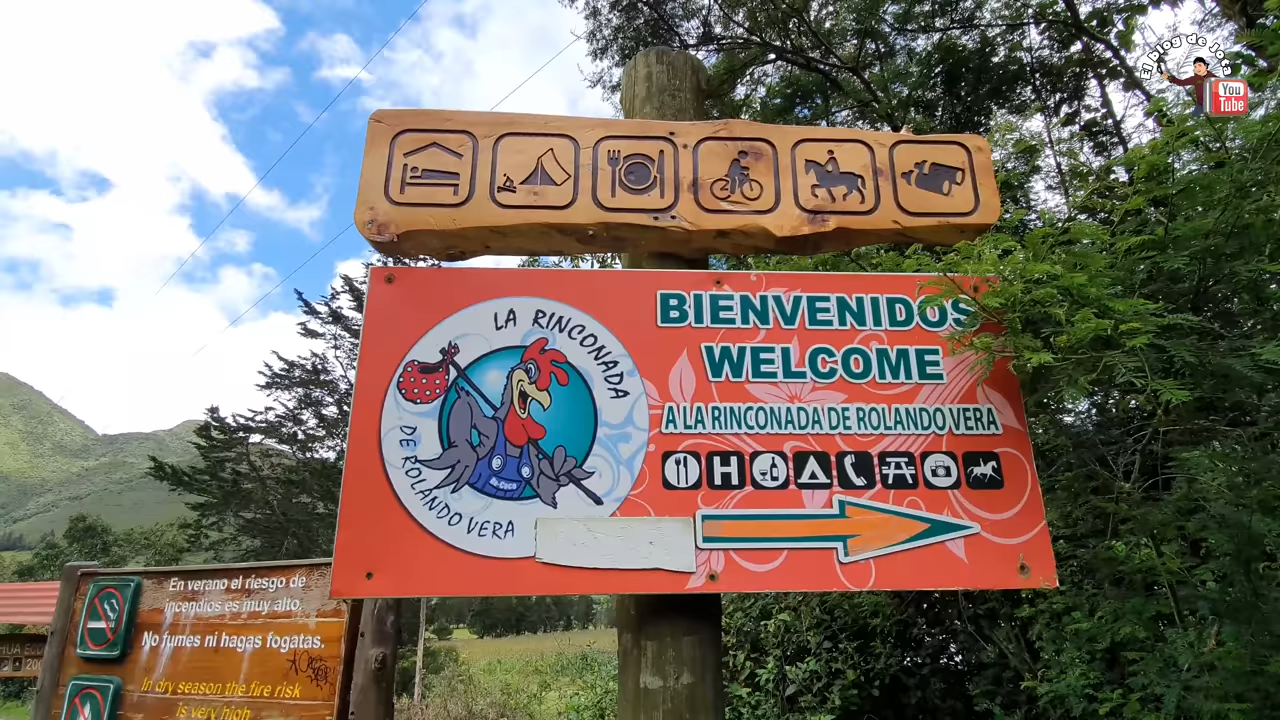 El blog de Jota
You
Tube
BIENVENIDOS
WELCOME
A LA RINCONADA DE ROLANDO VERA
H
LA RINCONADA
DE ROLANDO VERA
En verano el riesgo de
incendios es muy alto.
No fumes ni hagas fogatas.
In dry season the fire risk
is very high